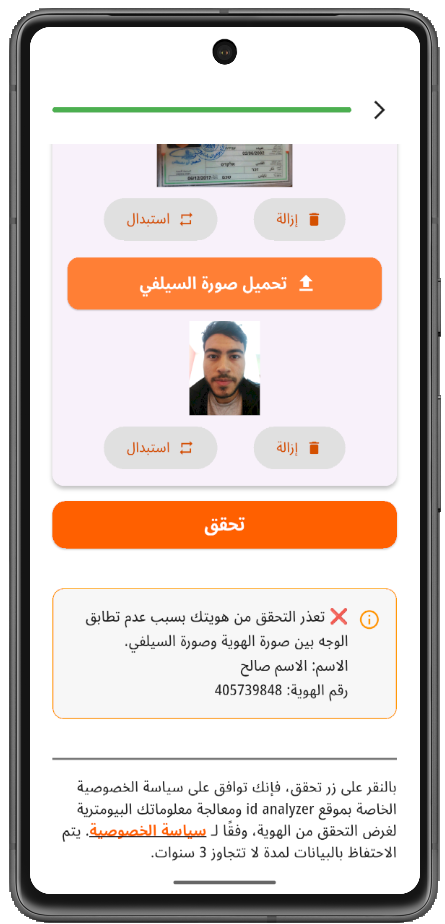 استبدال
إزالة
تحميل صورة السيلفي
استبدال
إزالة
تحقق
❌ تعذر التحقق من هويتك بسبب عدم تطابق
الوجه بين صورة الهوية وصورة السيلفي.
الاسم: الاسم صالح
رقم الهوية: 405739848
بالنقر على زر تحقق، فإنك توافق على سياسة الخصوصية
الخاصة بموقع id analyzer ومعالجة معلوماتك البيومترية
لغرض التحقق من الهوية، وفقًا لـ سياسة الخصوصية. يتم
الاحتفاظ بالبيانات لمدة لا تتجاوز 3 سنوات.